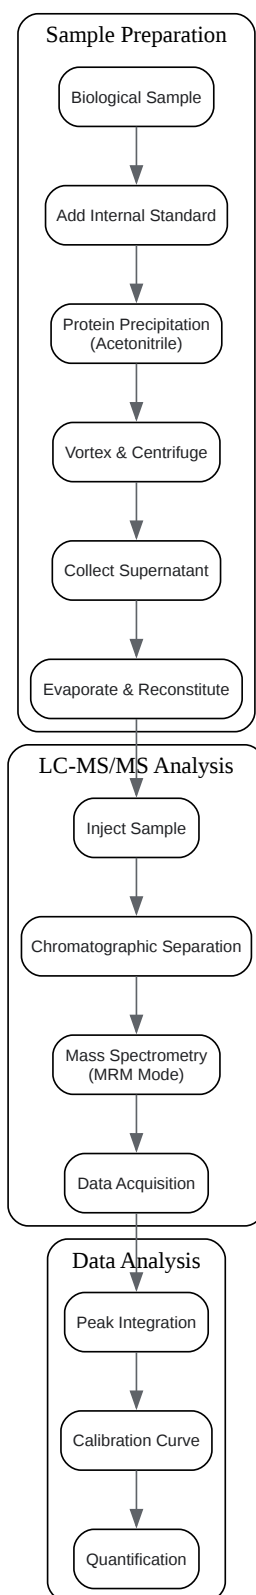 Sample Preparation
Biological Sample
Add Internal Standard
Protein Precipitation
(Acetonitrile)
Vortex & Centrifuge
Collect Supernatant
Evaporate & Reconstitute
LC-MS/MS Analysis
Inject Sample
Chromatographic Separation
Mass Spectrometry
(MRM Mode)
Data Acquisition
Data Analysis
Peak Integration
Calibration Curve
Quantification